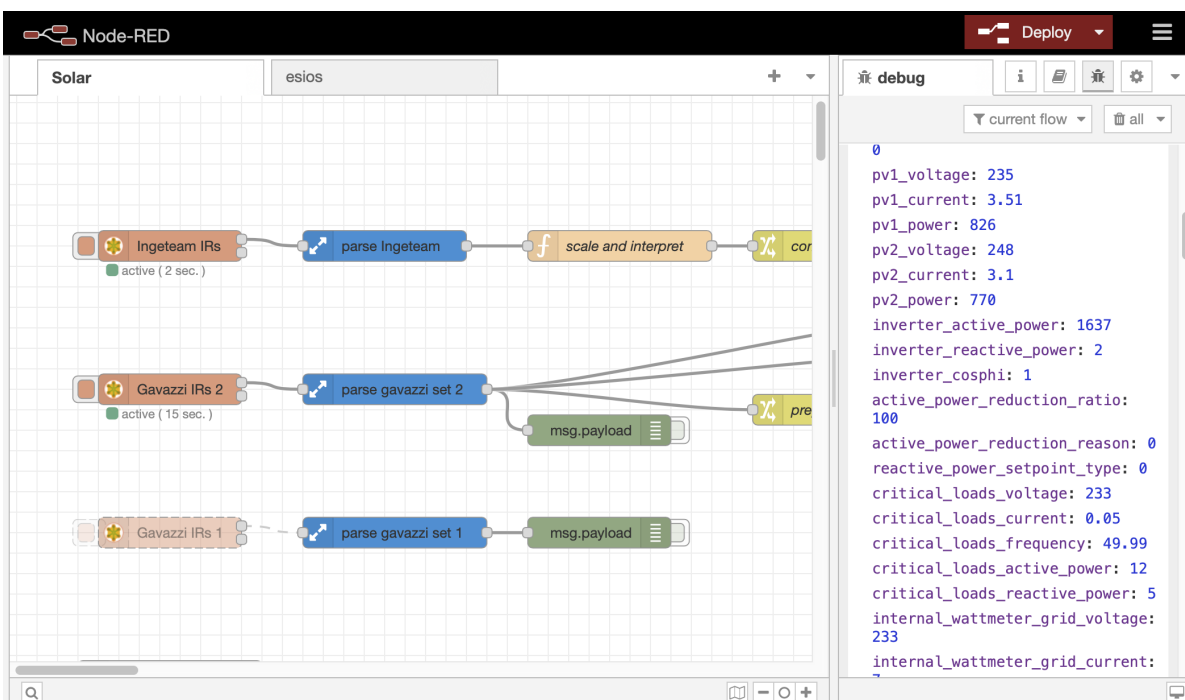 Node-RED
Deploy
Solar
esios
debug
i
current flow
all
Ingeteam IRs
parse Ingeteam
f
scale and interpret
cor
active ( 2 sec. )
Gavazzi IRs 2
parse gavazzi set 2
active ( 15 sec. )
msg.payload
pre
Gavazzi IRs 1
parse gavazzi set 1
msg.payload
0
pv1_voltage: 235
pv1_current: 3.51
pv1_power: 826
pv2_voltage: 248
pv2_current: 3.1
pv2_power: 770
inverter_active_power: 1637
inverter_reactive_power: 2
inverter_cosphi: 1
active_power_reduction_ratio:
100
active_power_reduction_reason: 0
reactive_power_setpoint_type: 0
critical_loads_voltage: 233
critical_loads_current: 0.05
critical_loads_frequency: 49.99
critical_loads_active_power: 12
critical_loads_reactive_power: 5
internal_wattmeter_grid_voltage:
233
internal_wattmeter_grid_current: